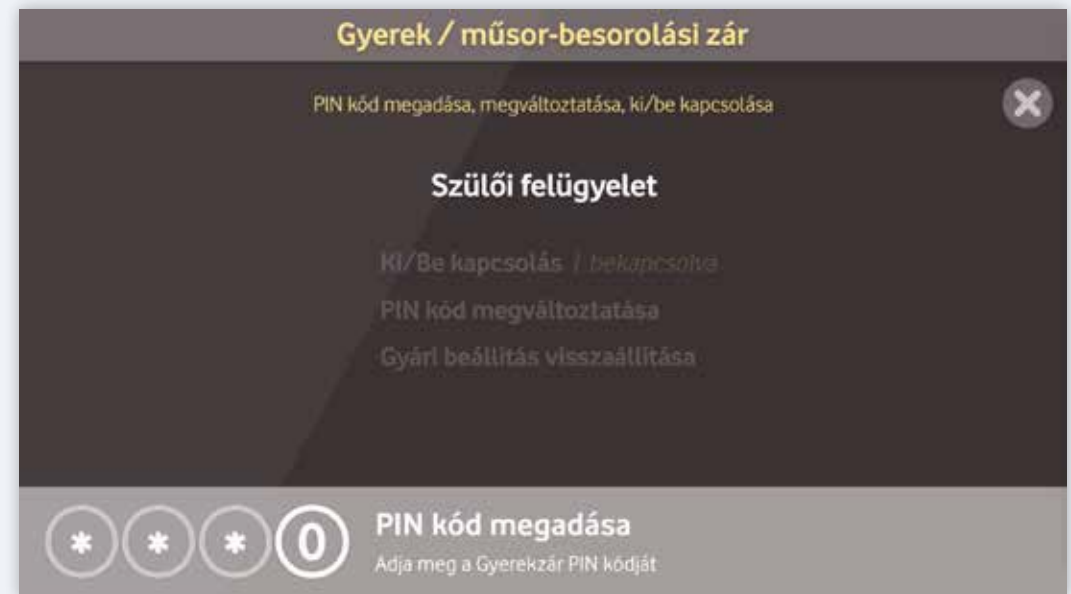 Gyerek / műsor-besorolási zár
PIN kód megadása, megváltoztatása, ki/be kapcsolása
Szülői felügyelet
KI/Be kapcsolás | bekapcsolva
PIN kód megváltoztatása
Gyári beállítás visszaállítása
* * * 0
PIN kód megadása
Adja meg a Gyerekzár PIN kódját